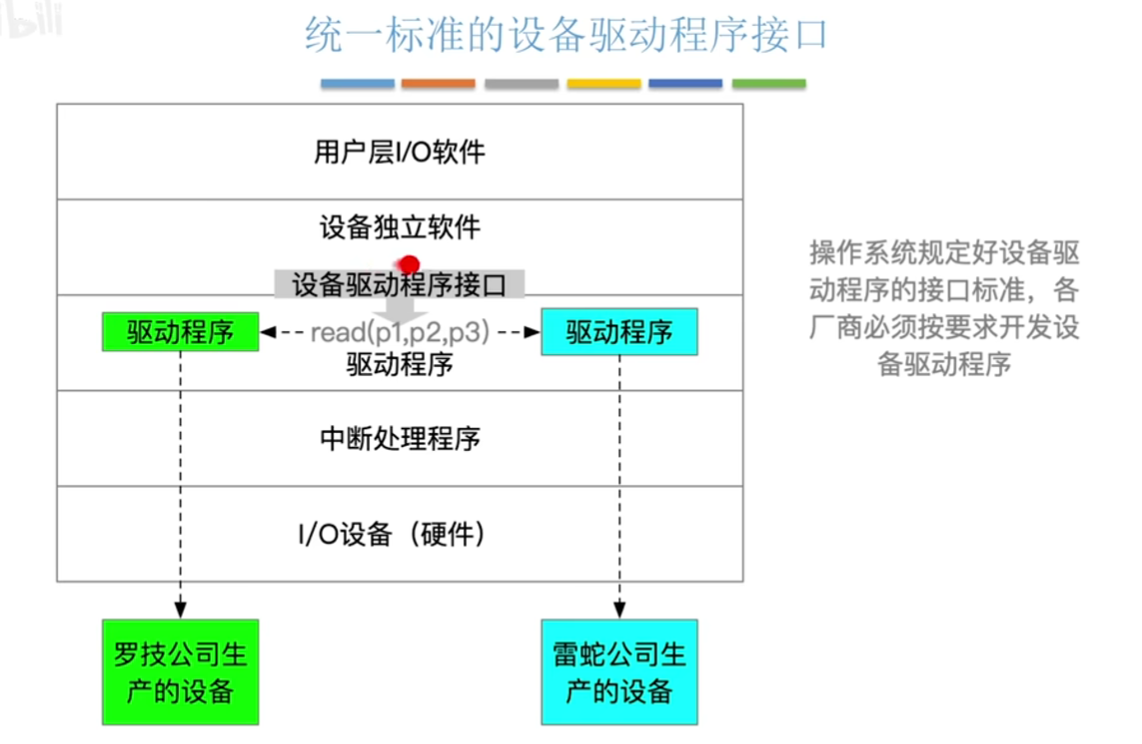 bili
统一标准的设备驱动程序接口
用户层I/O软件
设备独立软件
设备驱动程序接口
驱动程序
read(p1,p2,p3)
驱动程序
驱动程序
中断处理程序
I/O设备（硬件）
罗技公司生
产的设备
雷蛇公司生
产的设备
操作系统规定好设备驱
动程序的接口标准，各
厂商必须按要求开发设
备驱动程序